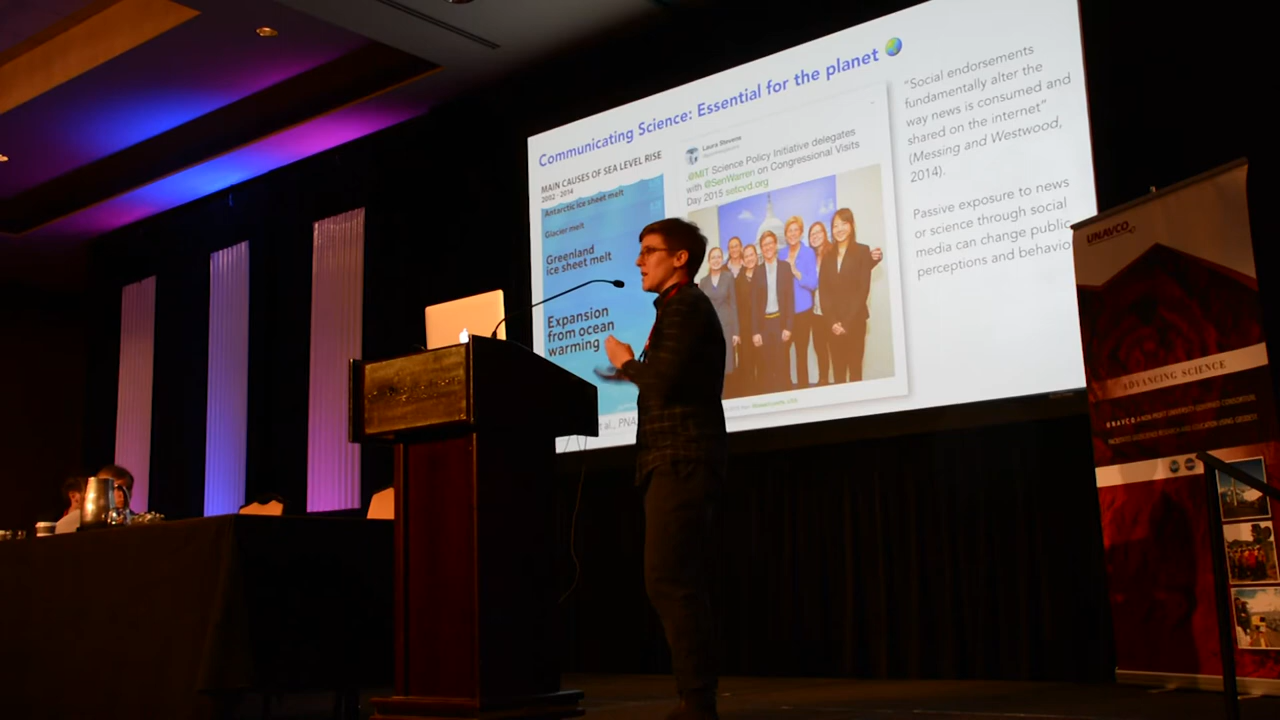 Communicating Science: Essential for the planet
MAIN CAUSES OF SEA LEVEL RISE
2002 - 2014
Antarctic ice sheet melt
Glacier melt
Greenland
ice sheet melt
Expansion
from ocean
warming
et al., PNA
Laura Stevens
.@MIT Science Policy Initiative delegates
with @SenWarren on Congressional Visits
Day 2015 setcvd.org
"Social endorsements
fundamentally alter the
way news is consumed and
shared on the internet"
(Messing and Westwood,
2014).
Passive exposure to news
or science through social
media can change public
perceptions and behavio
UNAVCO
ADVANCING SCIENCE